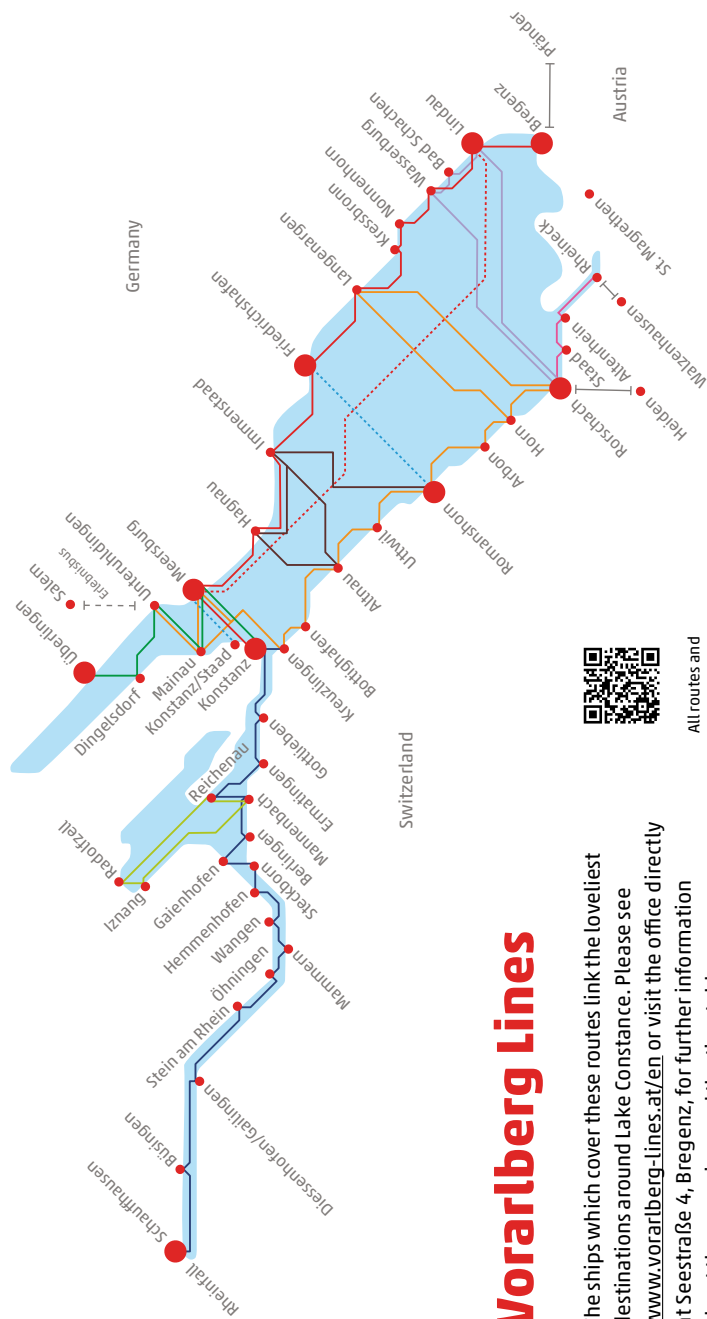 Germany
Austria
Switzerland
Überlingen
Salem
Erlebnisbus
Unteruhldingen
Meersburg
Hagnau
Immenstaad
Friedrichshafen
Langenargen
Kressbronn
Nonnenhorn
Wasserburg
Bad Schachen
Lindau
Bregenz
Pfänder
Dingelsdorf
Mainau
Konstanz/Staad
Konstanz
Kreuzlingen
Bottighofen
Altnau
Uttwil
Romanshorn
Arbon
Horn
Rorschach
Heiden
Staad
Altenrhein
Walzenhausen
Rheineck
St. Magrethen
Radolfzell
Iznang
Reichenau
Gottlieben
Ermatingen
Mannenbach
Berlingen
Gaienhofen
Steckborn
Hemmenhofen
Wangen
Mammern
Öhningen
Stein am Rhein
Diessenhofen/Gailingen
Büsingen
Schauffhausen
Rheinfall
Vorarlberg Lines
he ships which cover these routes link the loveliest
destinations around Lake Constance. Please see
www.vorarlberg-lines.at/en or visit the office directly
t Seestraße 4, Bregenz, for further information
All routes and